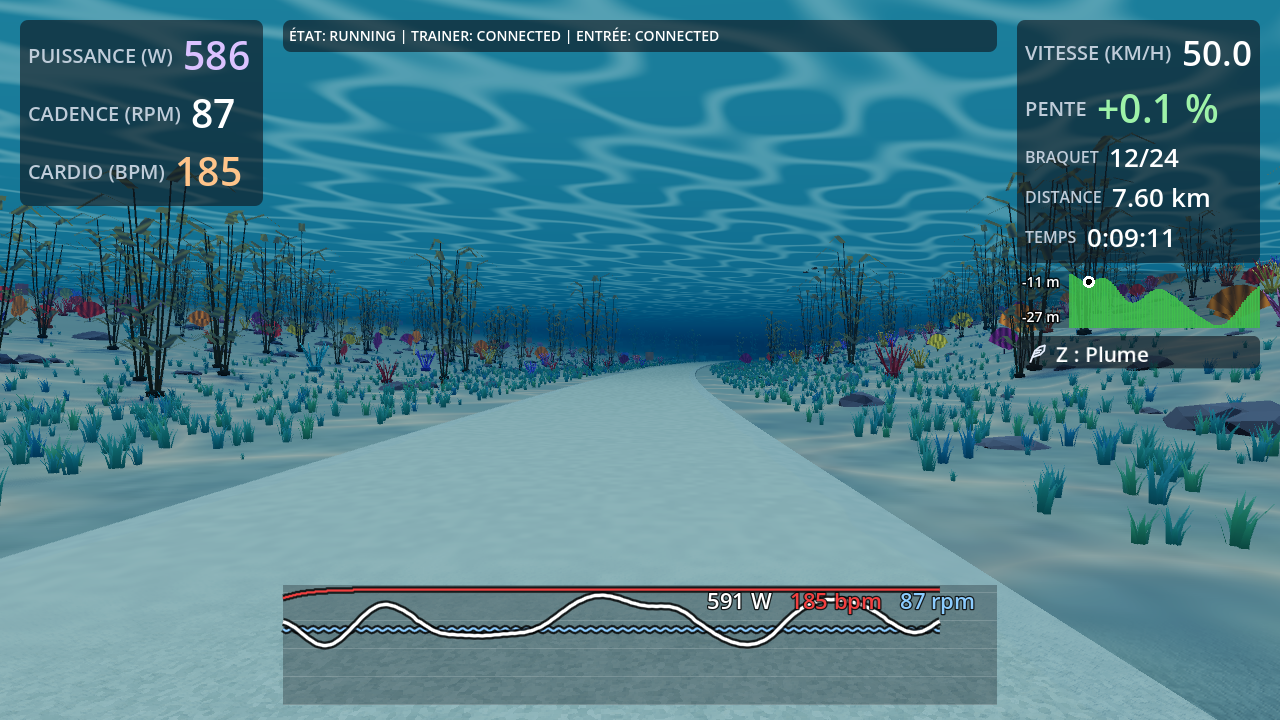 PUISSANCE (W) 586
CADENCE (RPM) 87
CARDIO (BPM) 185
ÉTAT: RUNNING | TRAINER: CONNECTED | ENTRÉE: CONNECTED
VITESSE (KM/H) 50.0
PENTE +0.1 %
BRAQUET 12/24
DISTANCE 7.60 km
TEMPS 0:09:11
-11 m
-27 m
Z : Plume
591 W 185 bpm 87 rpm